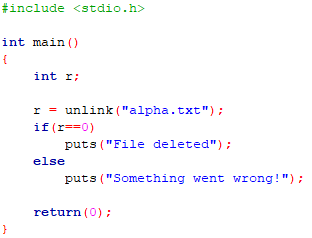 #include <stdio.h>
int main()
{
int r;
r = unlink("alpha.txt");
if(r==0)
puts("File deleted");
else
puts("Something went wrong!");
return(0);
}